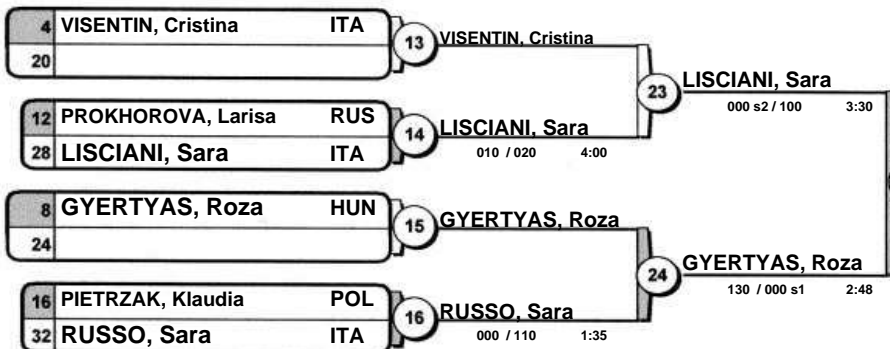 4 VISENTIN, Cristina ITA
20
13 VISENTIN, Cristina
12 PROKHOROVA, Larisa RUS
28 LISCIANI, Sara ITA
14 LISCIANI, Sara
010 / 020 4:00
23 LISCIANI, Sara
000 s2 / 100 3:30
8 GYERTYAS, Roza HUN
24
15 GYERTYAS, Roza
16 PIETRZAK, Klaudia POL
32 RUSSO, Sara ITA
16 RUSSO, Sara
000 / 110 1:35
24 GYERTYAS, Roza
130 / 000 s1 2:48